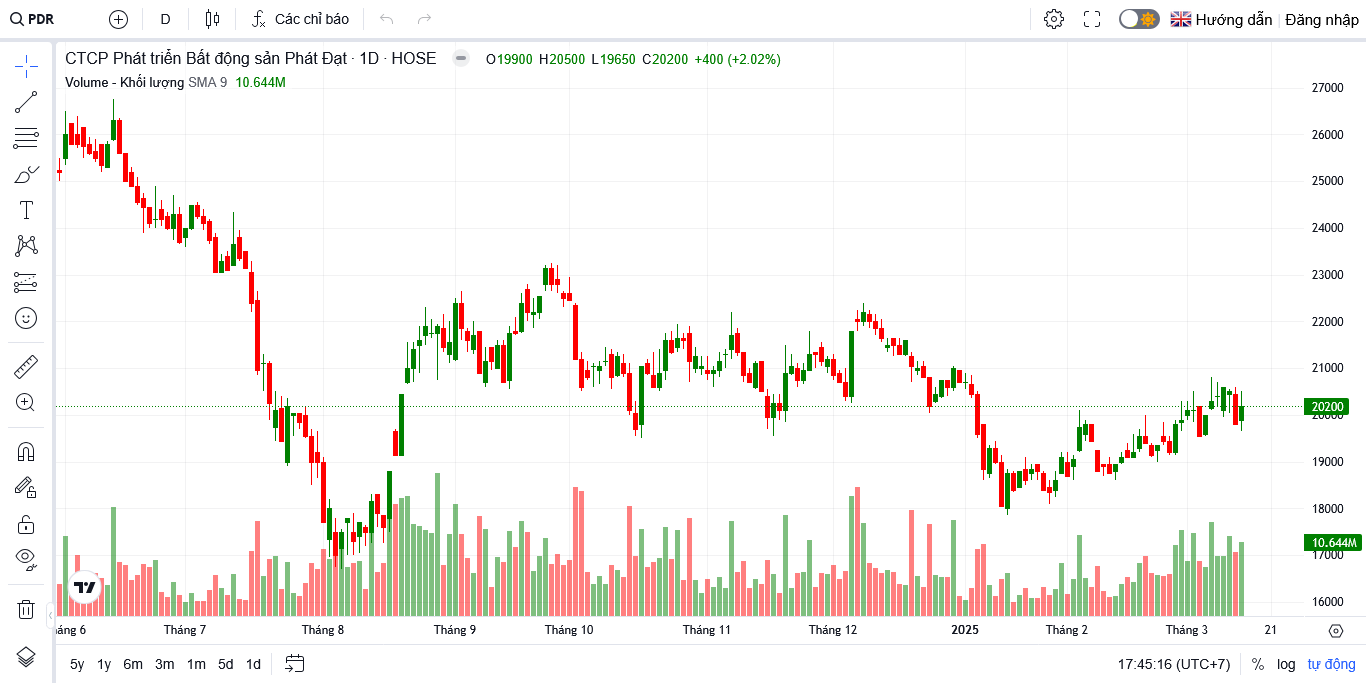 PDR D Các chỉ báo Hướng dẫn Đăng nhập
CTCP Phát triển Bất động sản Phát Đạt · 1D · HOSE O19900 H20500 L19650 C20200 +400 (+2.02%)
Volume - Khối lượng SMA 9 10.644M
27000
26000
25000
24000
23000
22000
21000
20200
20000
19000
18000
10.644M
17000
16000
áng 6 Tháng 7 Tháng 8 Tháng 9 Tháng 10 Tháng 11 Tháng 12 2025 Tháng 2 Tháng 3 21
5y 1y 6m 3m 1m 5d 1d 17:45:16 (UTC+7) % log tự động